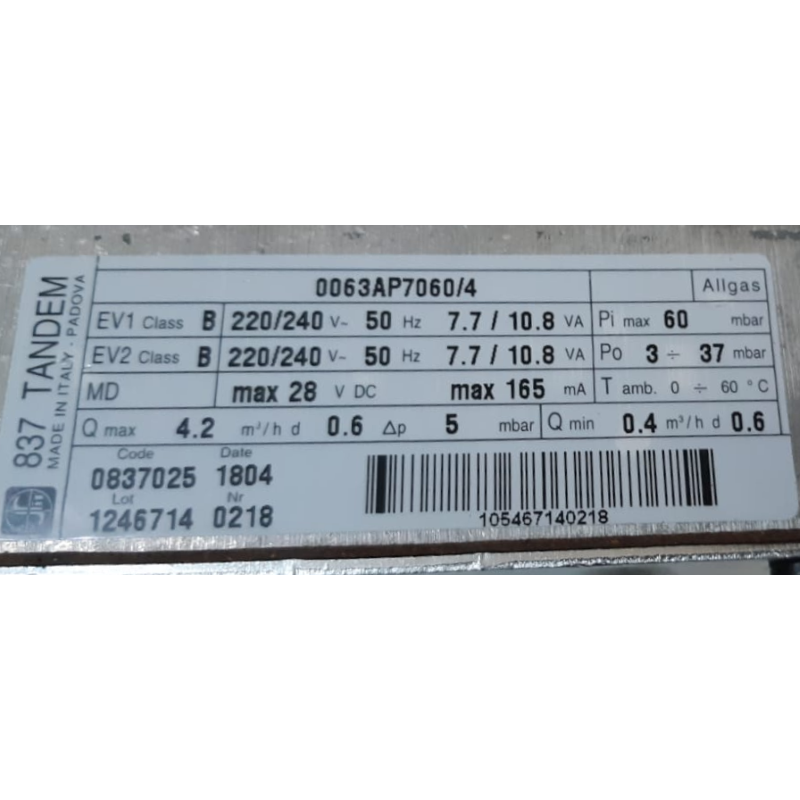 837 TANDEM
MADE IN ITALY - PADOVA
0063AP7060/4 Allgas
EV1 Class B 220/240 V~ 50 Hz 7.7 / 10.8 VA Pi max 60 mbar
EV2 Class B 220/240 V~ 50 Hz 7.7 / 10.8 VA Po 3 ÷ 37 mbar
MD max 28 V DC max 165 mA T amb. 0 ÷ 60 °C
Q max 4.2 m³/h d 0.6 Δp 5 mbar Q min 0.4 m³/h d 0.6
Code Date
0837025 1804
Lot Nr
1246714 0218
105467140218